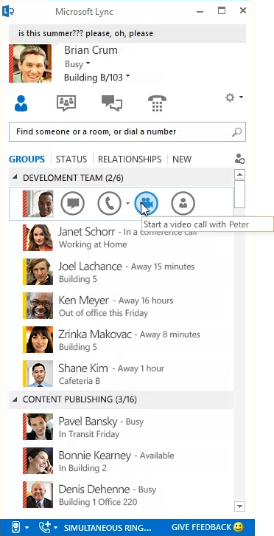 Microsoft Lync
is this summer??? please, oh, please
Brian Crum
Busy
Building B/103
Find someone or a room, or dial a number
GROUPS STATUS RELATIONSHIPS NEW
DEVELOMENT TEAM (2/6)
Start a video call with Peter
Janet Schorr - In a conference call
Working at Home
Joel Lachance - Away 15 minutes
Building 5
Ken Meyer - Away 16 hours
Out of office this Friday
Zrinka Makovac - Away 8 minutes
Building 5
Shane Kim - Away 1 hour
Cafeteria B
CONTENT PUBLISHING (3/16)
Pavel Bansky - Busy
In Transit Friday
Bonnie Kearney - Available
In Building 2
Denis Dehenne - Busy
Building 1 Office 220
SIMULTANEOUS RING... GIVE FEEDBACK